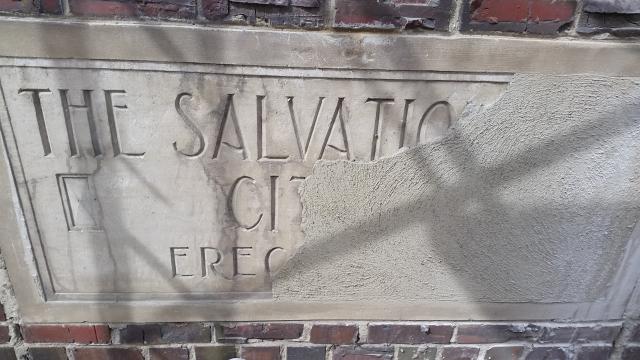 THE SALVATIO
CIT
EREC